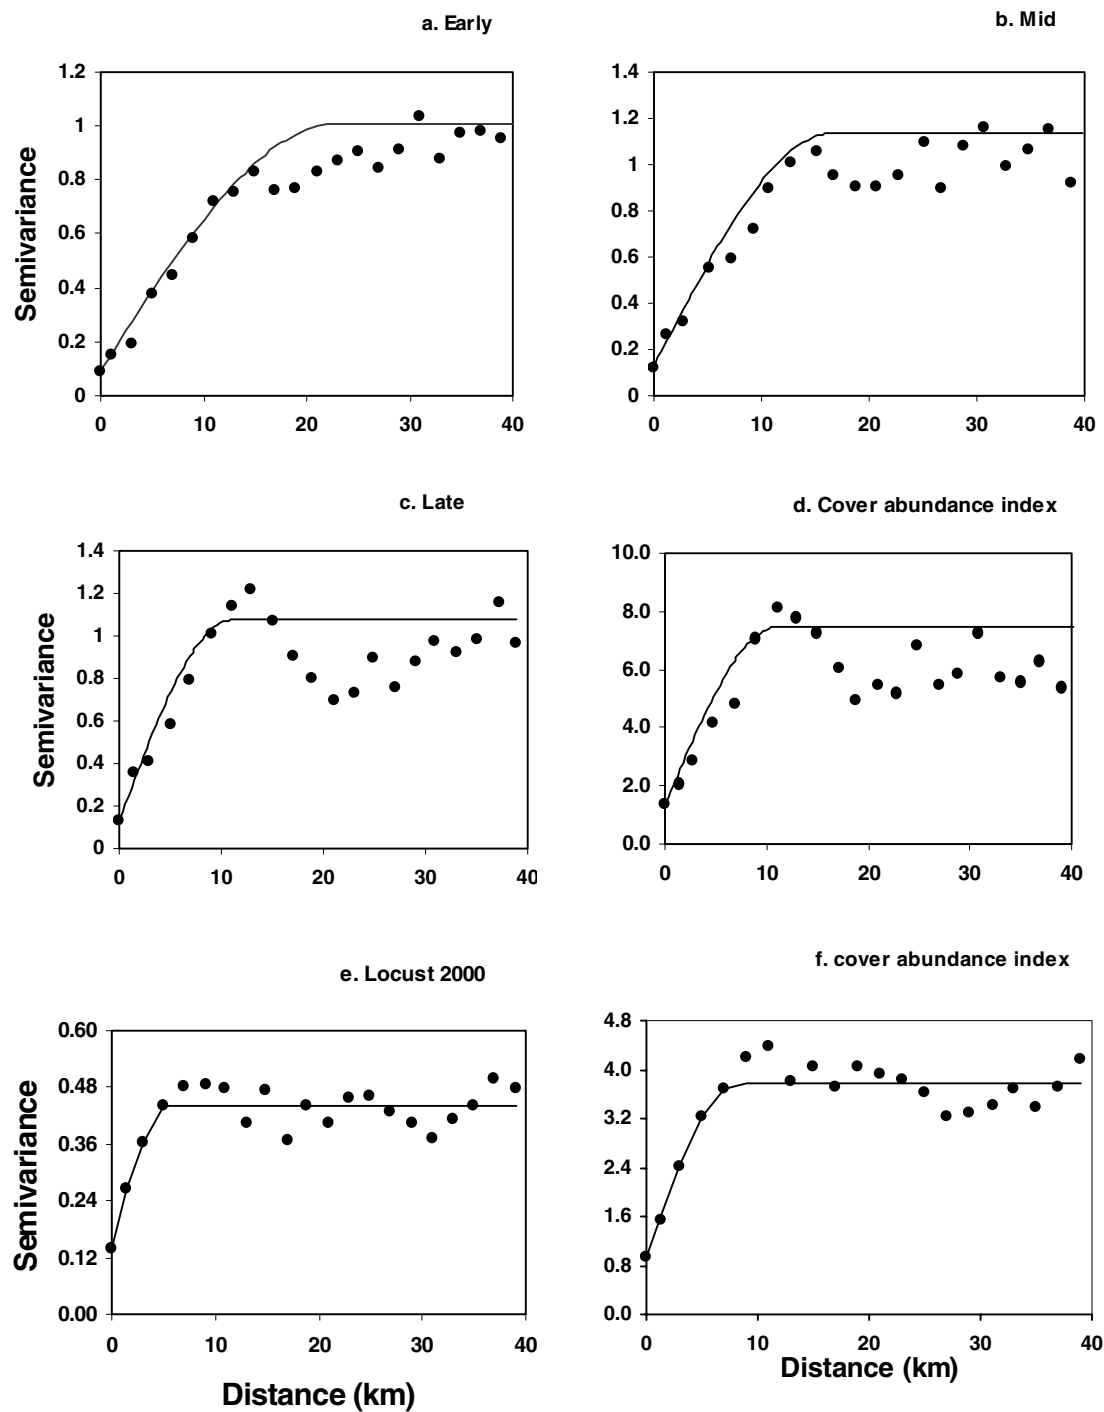 a. Early
b. Mid
1.2
1
0.8
0.6
0.4
0.2
0
Semivariance
0 10 20 30 40
1.4
1.2
1
0.8
0.6
0.4
0.2
0
0 10 20 30 40
c. Late
d. Cover abundance index
1.4
1.2
1
0.8
0.6
0.4
0.2
0
Semivariance
0 10 20 30 40
10.0
8.0
6.0
4.0
2.0
0.0
0 10 20 30 40
e. Locust 2000
f. cover abundance index
0.60
0.48
0.36
0.24
0.12
0.00
Semivariance
0 10 20 30 40
Distance (km)
4.8
4.0
3.2
2.4
1.6
0.8
0.0
0 10 20 30 40
Distance (km)